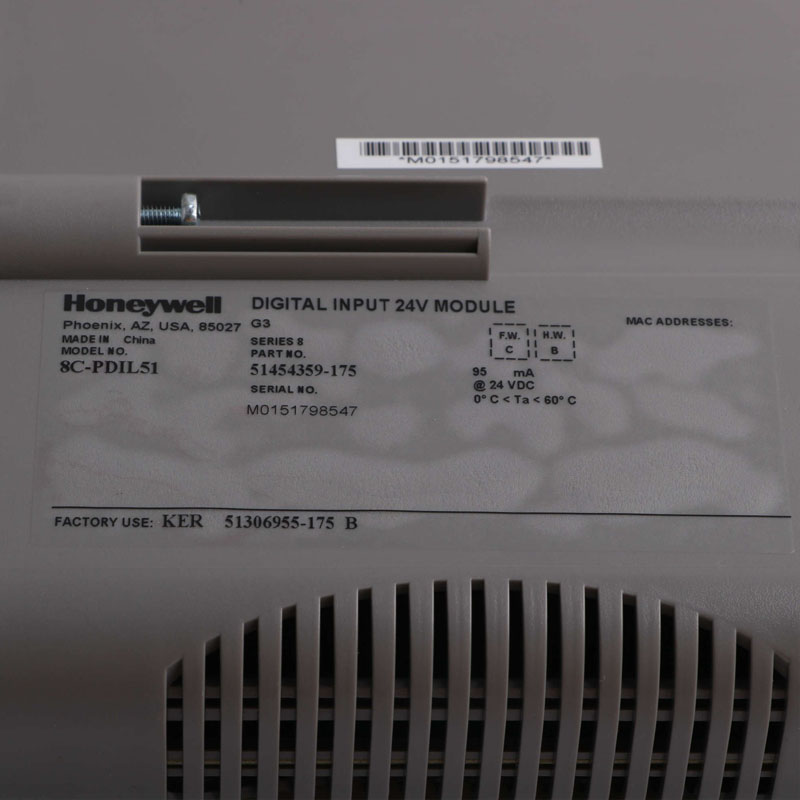 *M0151798547*
Honeywell
DIGITAL INPUT 24V MODULE
Phoenix, AZ, USA, 85027
G3
MADE IN China
SERIES 8
MODEL NO.
PART NO.
8C-PDIL51
51454359-175
SERIAL NO.
M0151798547
F.W.
C
H.W.
B
95 mA
@ 24 VDC
0° C < Ta < 60° C
MAC ADDRESSES:
FACTORY USE: KER 51306955-175 B